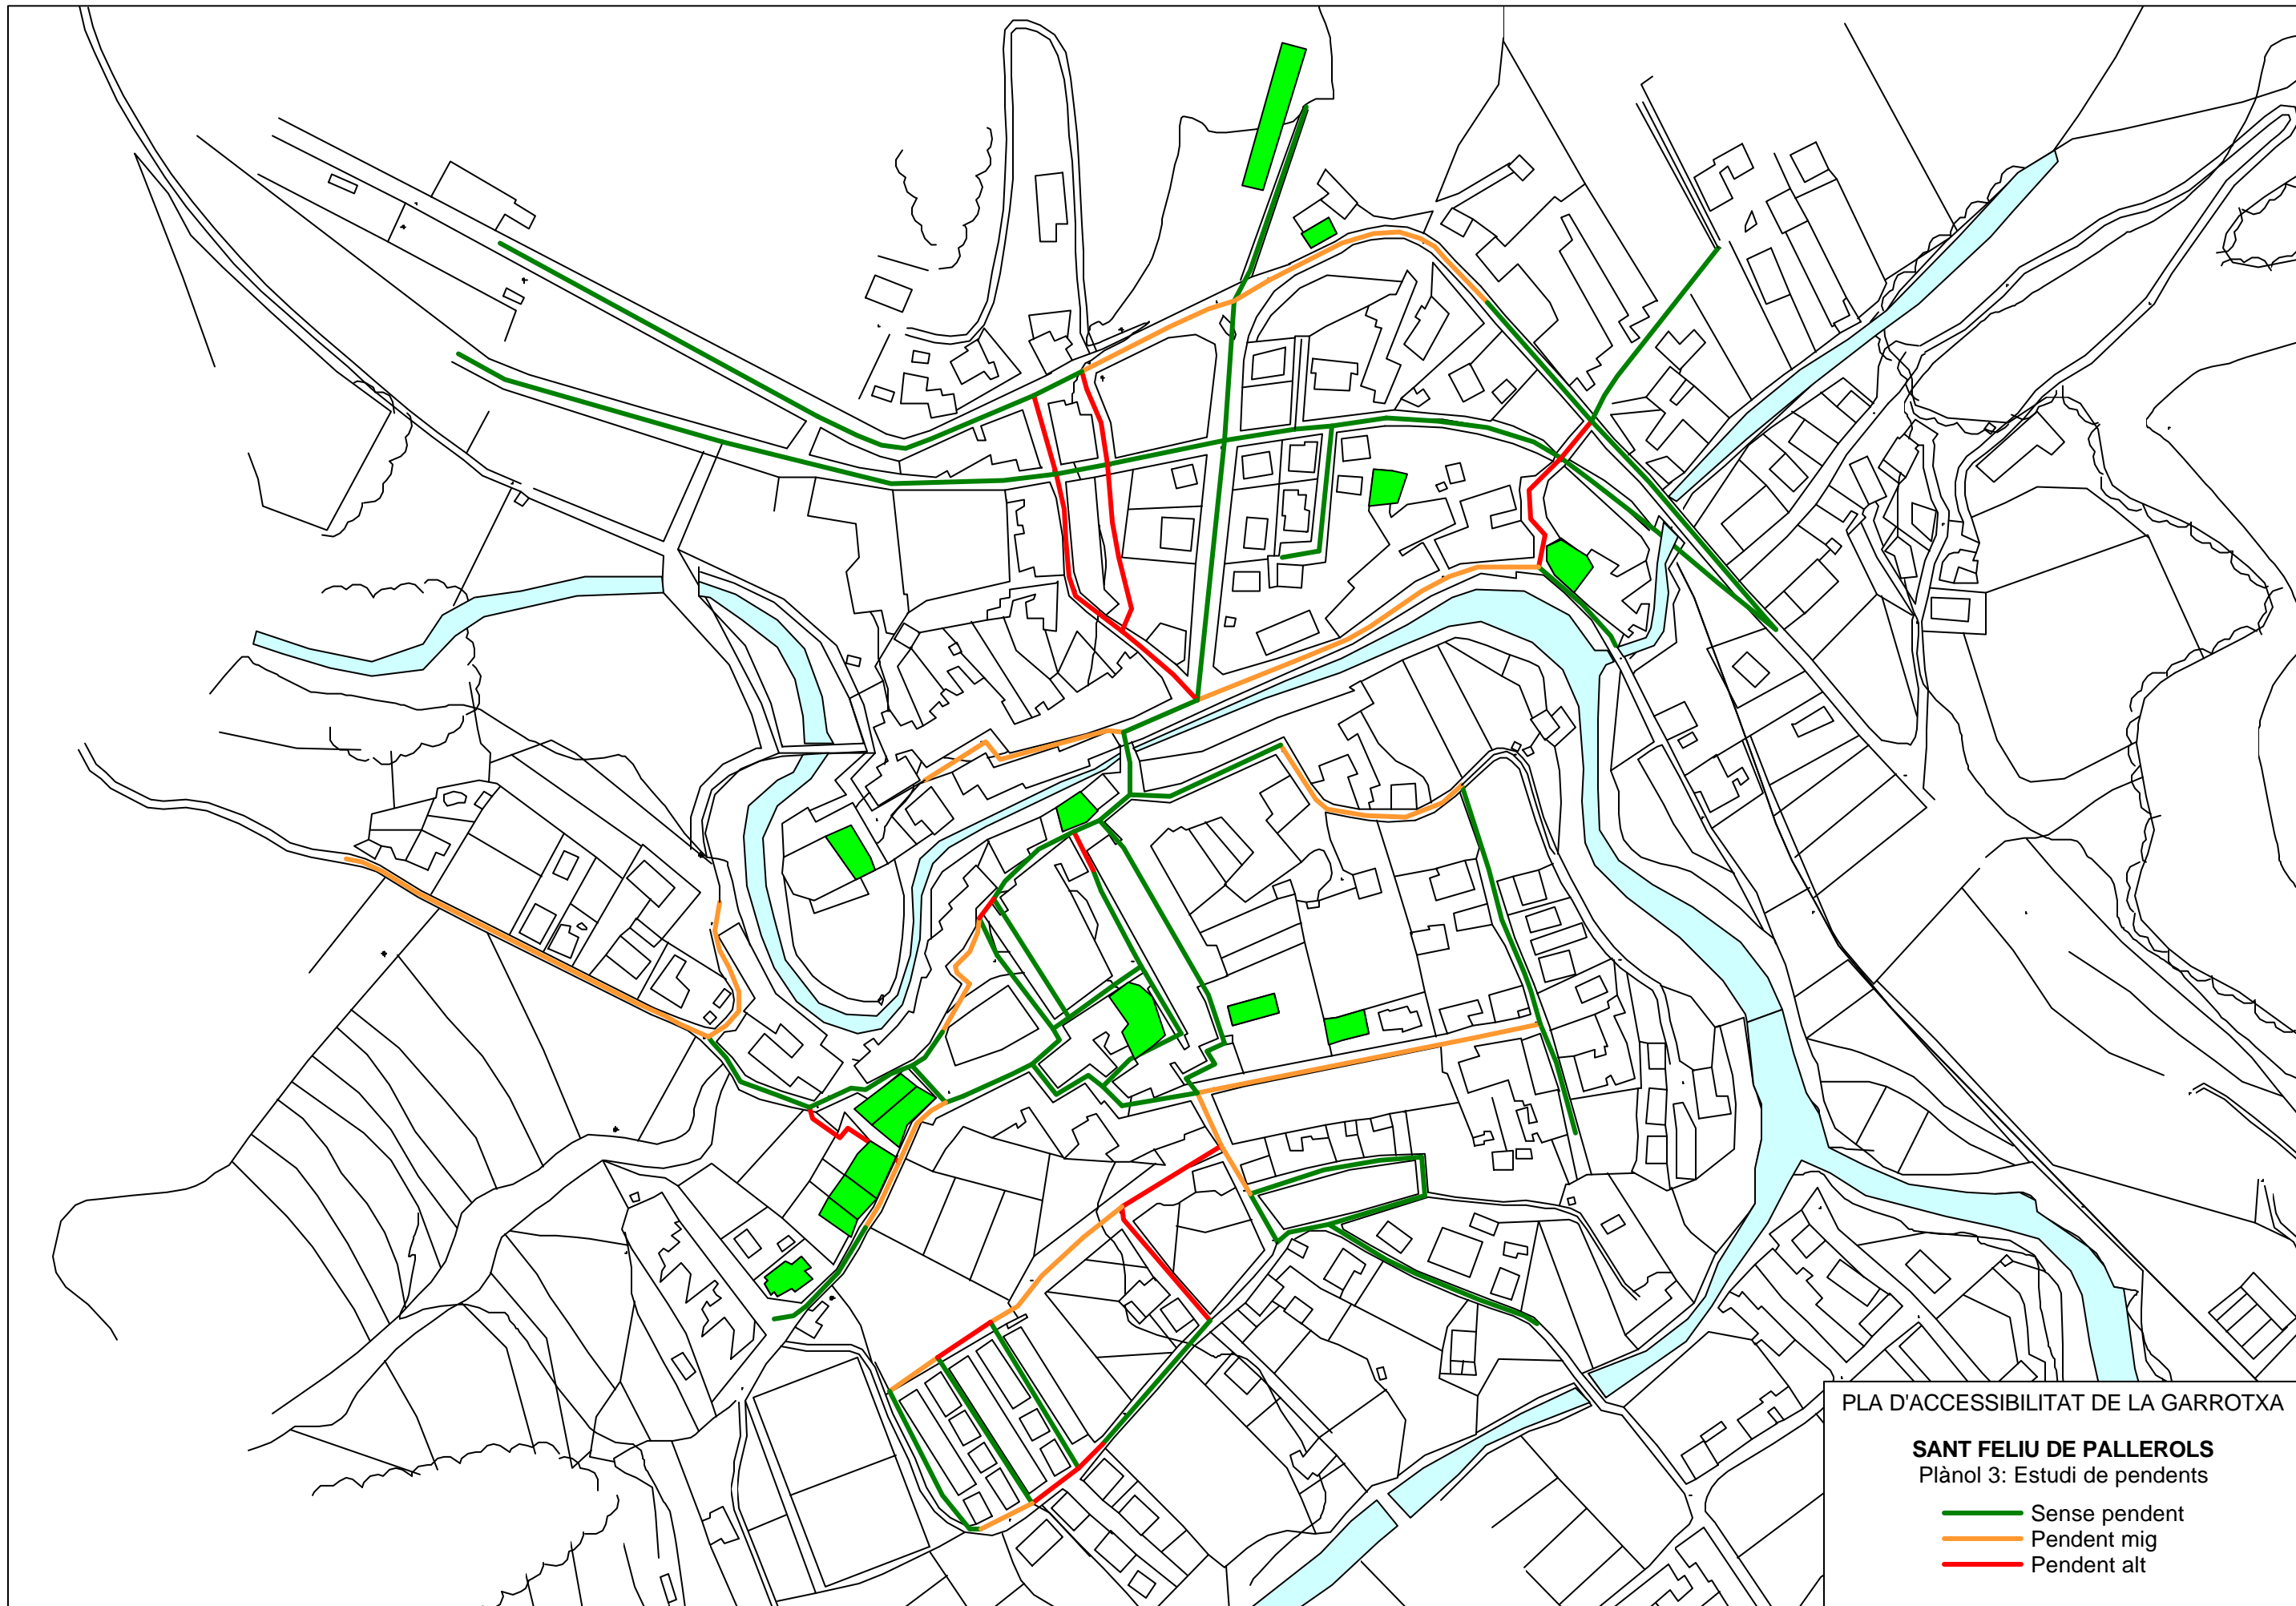 PLA D'ACCESSIBILITAT DE LA GARROTXA
SANT FELIU DE PALLEROLS
Plànol 3: Estudi de pendents
Sense pendent
Pendent mig
Pendent alt